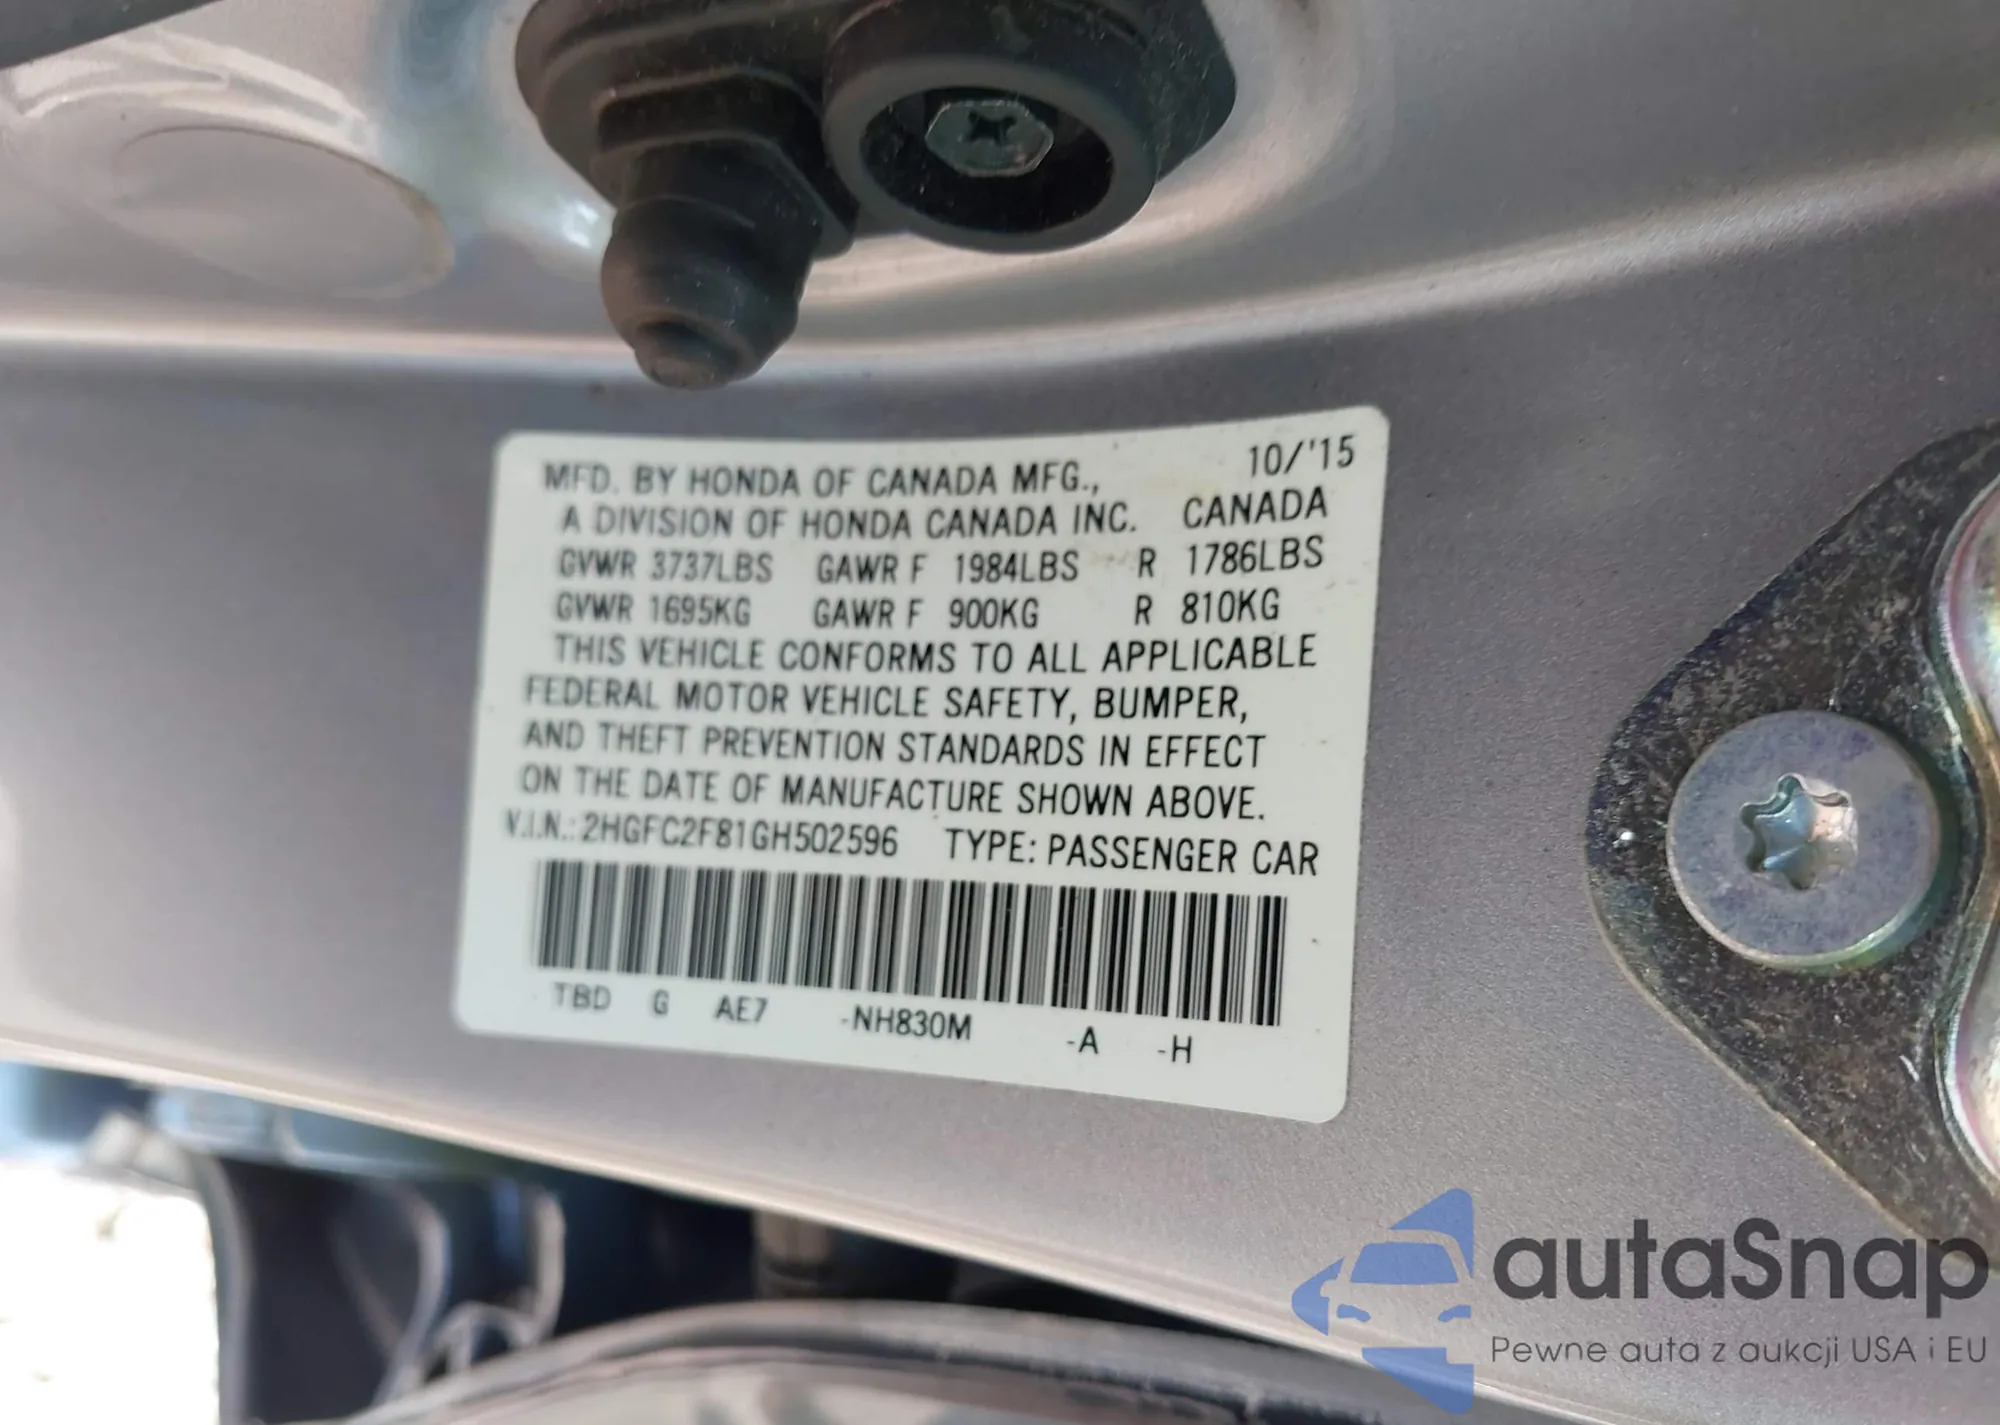 MFD. BY HONDA OF CANADA MFG., 10/'15
A DIVISION OF HONDA CANADA INC. CANADA
GVWR 3737LBS GAWR F 1984LBS R 1786LBS
GVWR 1695KG GAWR F 900KG R 810KG
THIS VEHICLE CONFORMS TO ALL APPLICABLE
FEDERAL MOTOR VEHICLE SAFETY, BUMPER,
AND THEFT PREVENTION STANDARDS IN EFFECT
ON THE DATE OF MANUFACTURE SHOWN ABOVE.
V.I.N.: 2HGFC2F81GH502596 TYPE: PASSENGER CAR
TBD G AE7 -NH830M -A -H
autaSnap
Pewne auta z aukcji USA i EU